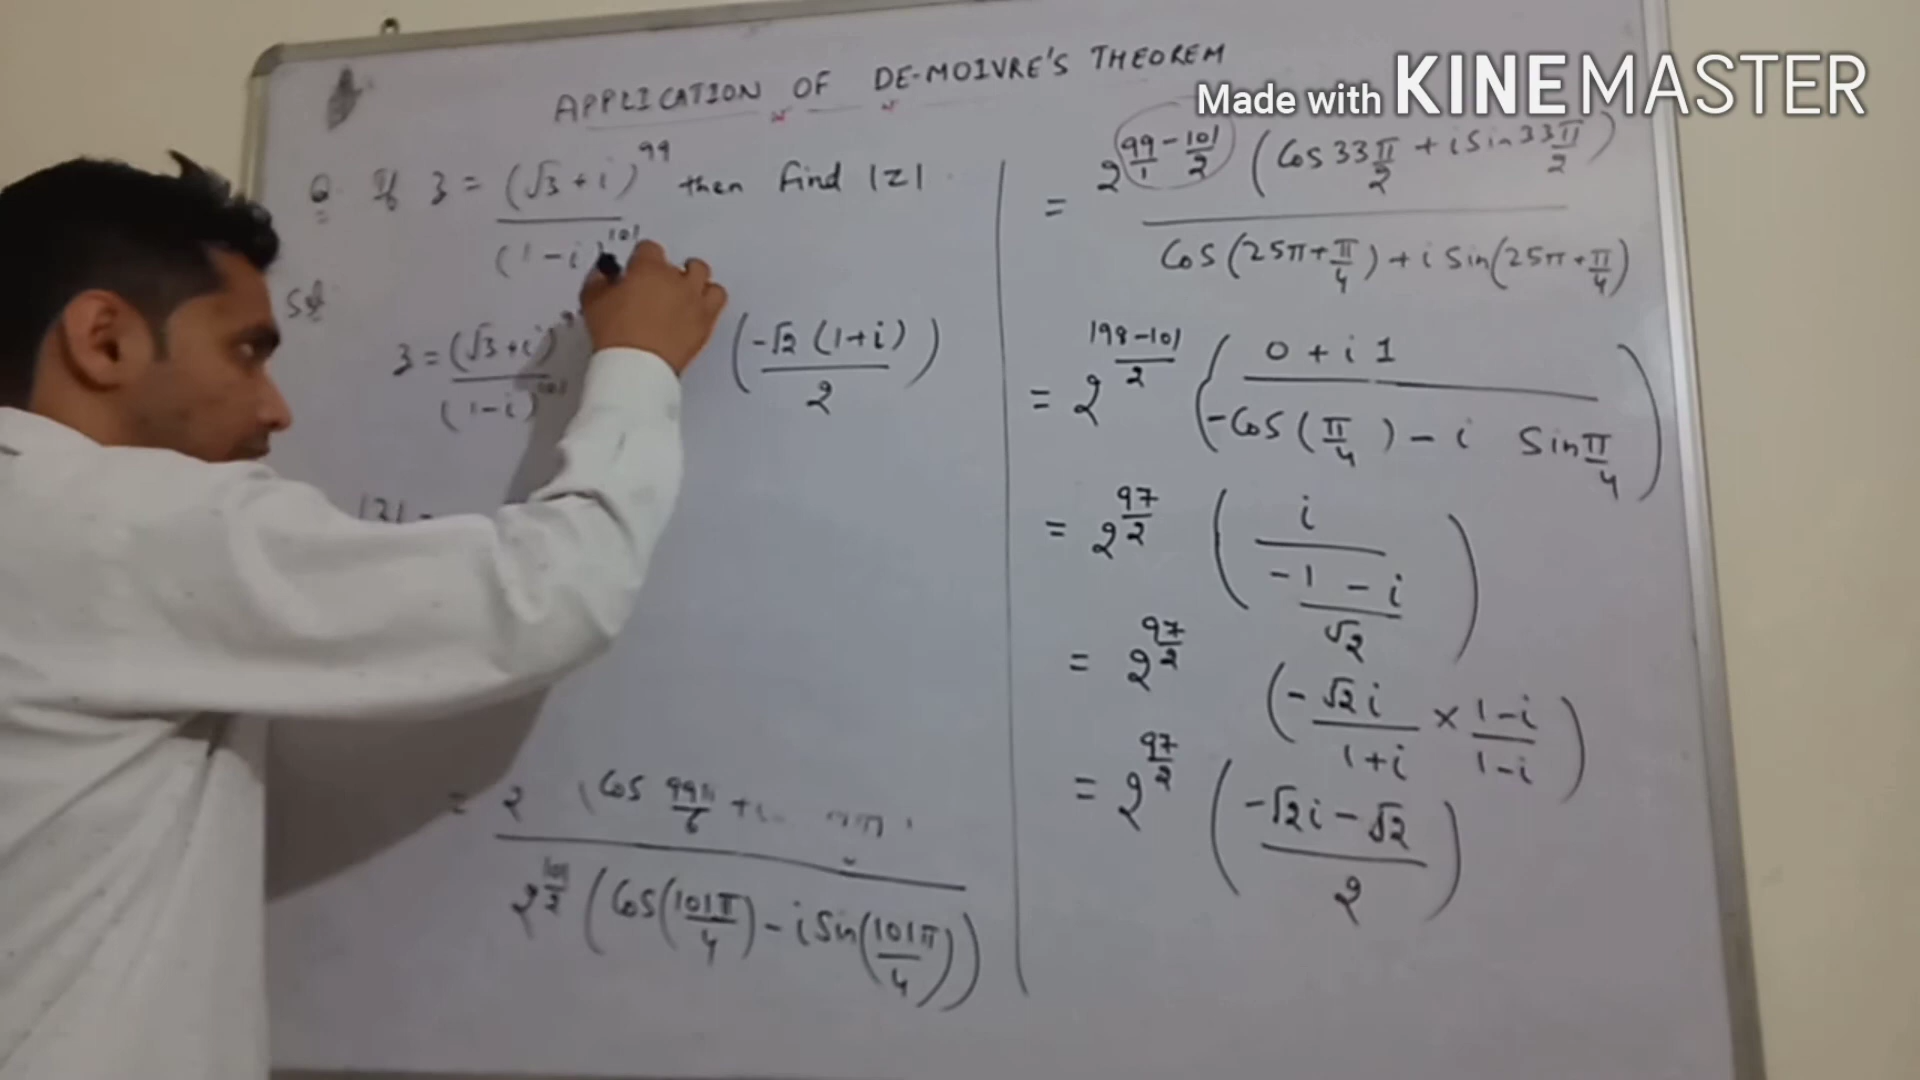 Made with KINEMASTER
APPLICATION OF DE-MOIVRE'S THEOREM
Q. If z = (√3 + i)^99 / (1 - i)^101 then find |z|
Sol
z = (√3 + i)^9 / (1 - i)^101
(-√2 (1+i) / 2)
|z| =
= 2 (Cos 99π/6 + i
2^(101/2) (Cos(101π/4) - i Sin(101π/4))
= 2^(99/1 - 101/2) (Cos 33π/2 + i Sin 33π/2) / Cos(25π + π/4) + i Sin(25π + π/4)
= 2^((198-101)/2) (0 + i 1 / -Cos(π/4) - i Sin π/4)
= 2^(97/2) (i / (-1 - i / √2))
= 2^(97/2) (-√2 i / 1+i × 1-i / 1-i)
= 2^(97/2) (-√2 i - √2 / 2)